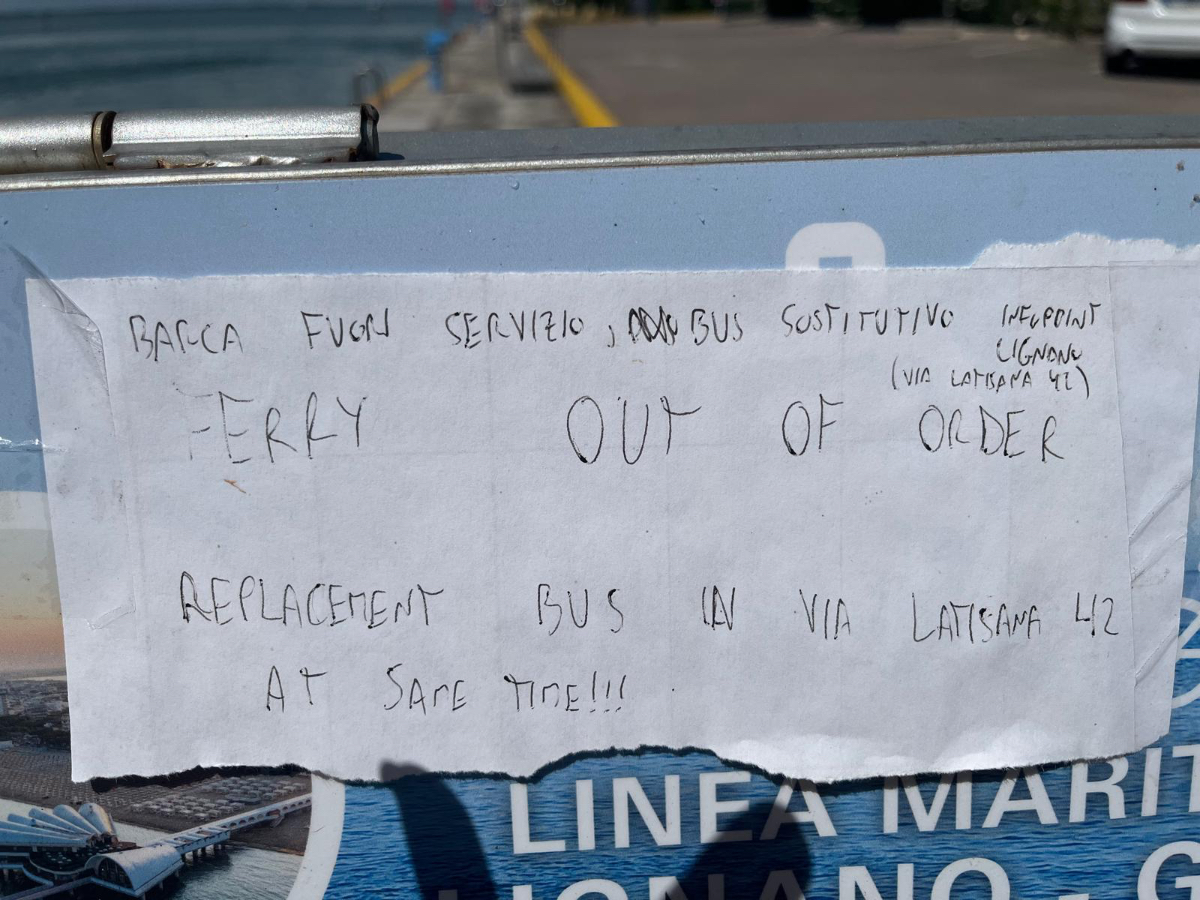 BARCA FUORI SERVIZIO, BUS SOSTITUTIVO INFOPOINT
LIGNANO
(VIA LATISANA 42)
FERRY OUT OF ORDER
REPLACEMENT BUS IN VIA LATISANA 42
AT SAME TIME!!!
LINEA MARIT
LIGNANO - G